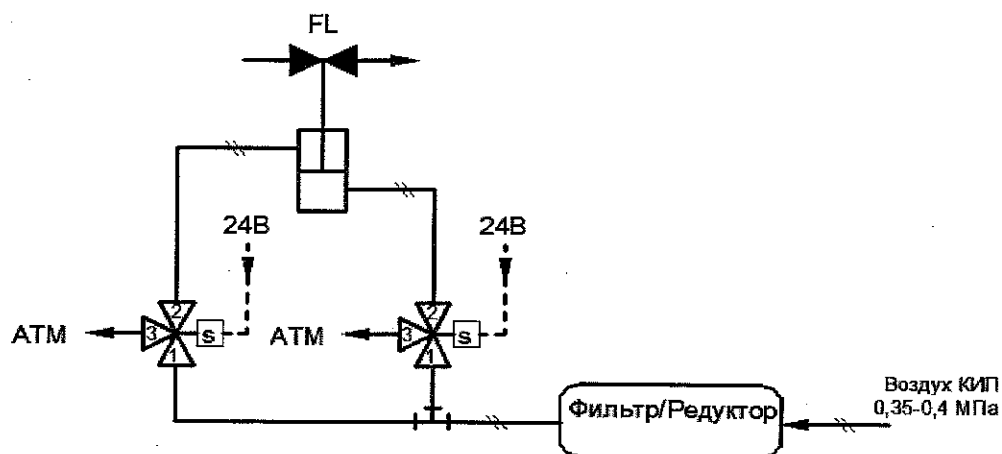 FL
24В
24В
2
2
АТМ
3
s
АТМ
3
s
1
1
Фильтр/Редуктор
Воздух КИП
0,35-0,4 МПа